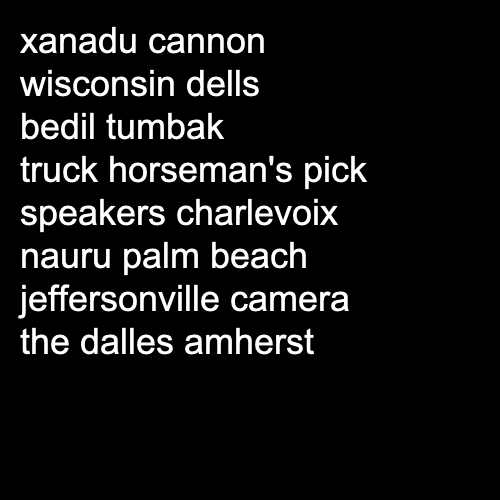 xanadu cannon
wisconsin dells
bedil tumbak
truck horseman's pick
speakers charlevoix
nauru palm beach
jeffersonville camera
the dalles amherst